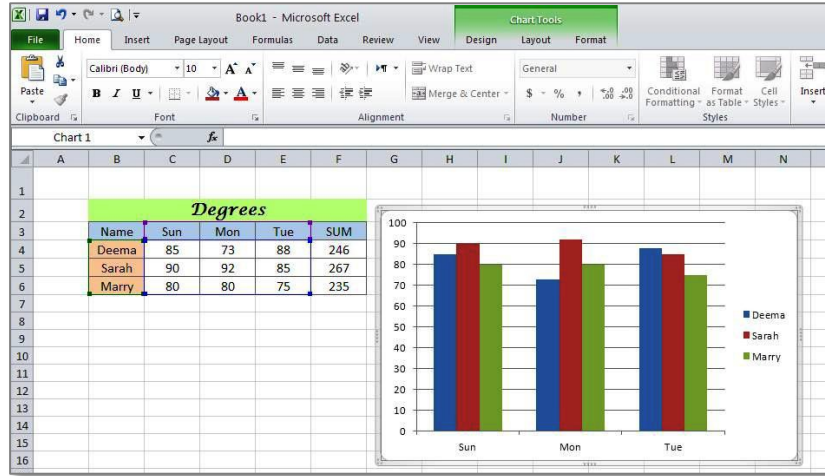 Book1 - Microsoft Excel
Chart Tools
File Home Insert Page Layout Formulas Data Review View Design Layout Format
Paste
Calibri (Body) 10 A A
B I U A
Wrap Text
Merge & Center
General
$ % , .0 .00 .00 .0
Conditional Formatting
Format as Table
Cell Styles
Insert
Clipboard Font Alignment Number Styles
Chart 1 fx
A B C D E F G H I J K L M N
1
2 Degrees
3 Name Sun Mon Tue SUM
4 Deema 85 73 88 246
5 Sarah 90 92 85 267
6 Marry 80 80 75 235
7
8
9
10
11
12
13
14
15
16
100
90
80
70
60
50
40
30
20
10
0
Sun Mon Tue
Deema
Sarah
Marry